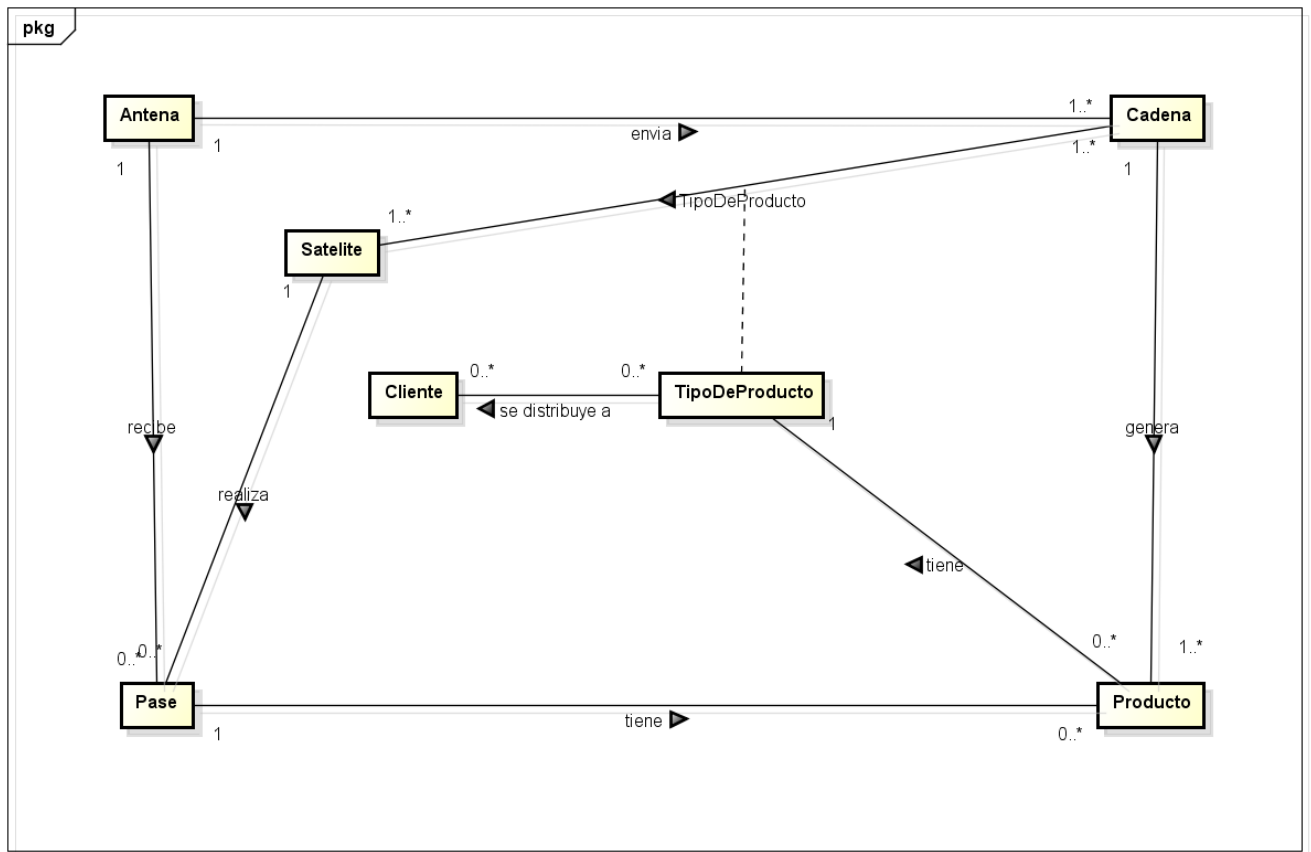 pkg
Antena
Cadena
1..*
envia
1
1..*
1
1
TipoDeProducto
1..*
Satelite
1
0..*
0..*
Cliente
TipoDeProducto
se distribuye a
1
recibe
genera
realiza
tiene
0..*
1..*
0..*
0..*
Pase
Producto
tiene
1
0..*